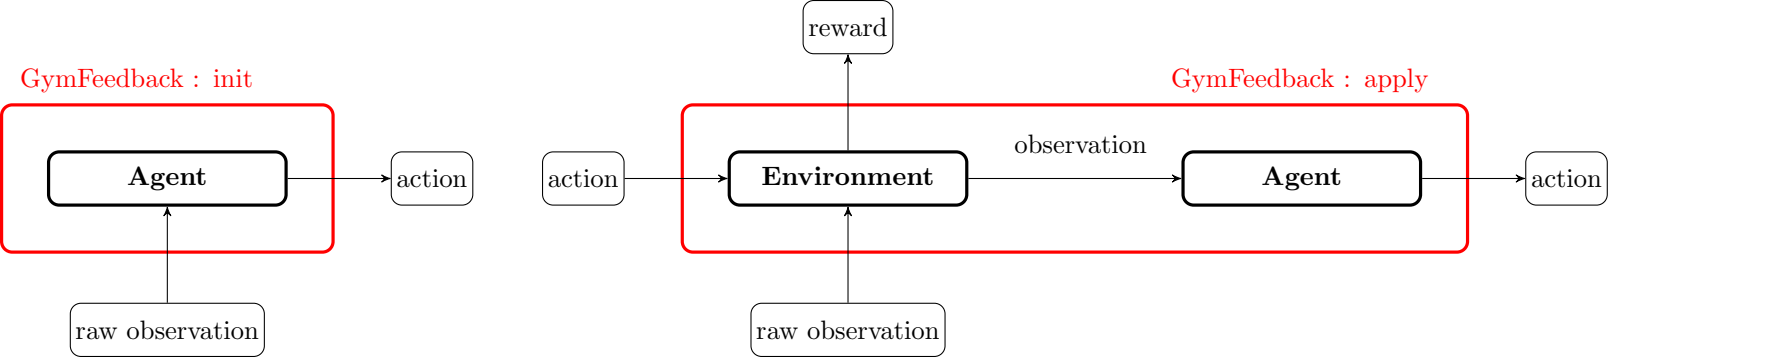 reward
GymFeedback : init
GymFeedback : apply
observation
Agent
action
action
Environment
Agent
action
raw observation
raw observation